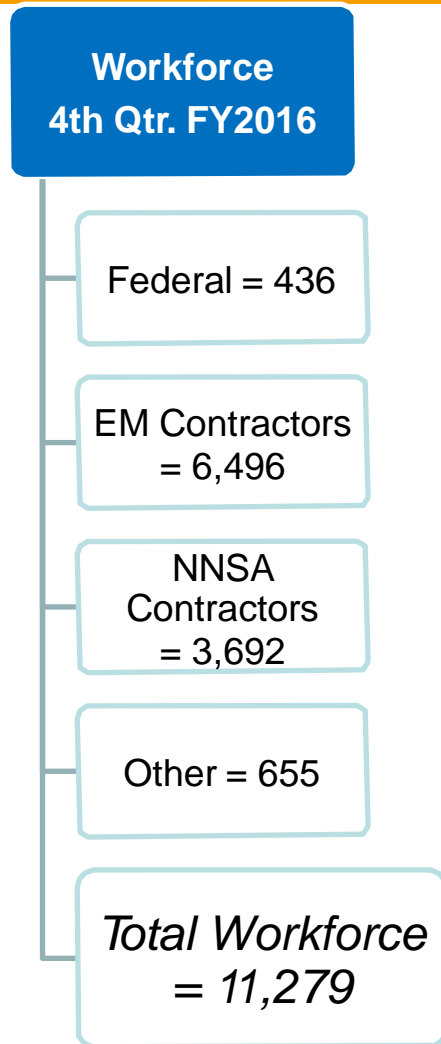 Workforce
4th Qtr. FY2016
Federal = 436
EM Contractors
= 6,496
NNSA
Contractors
= 3,692
Other = 655
Total Workforce
= 11,279